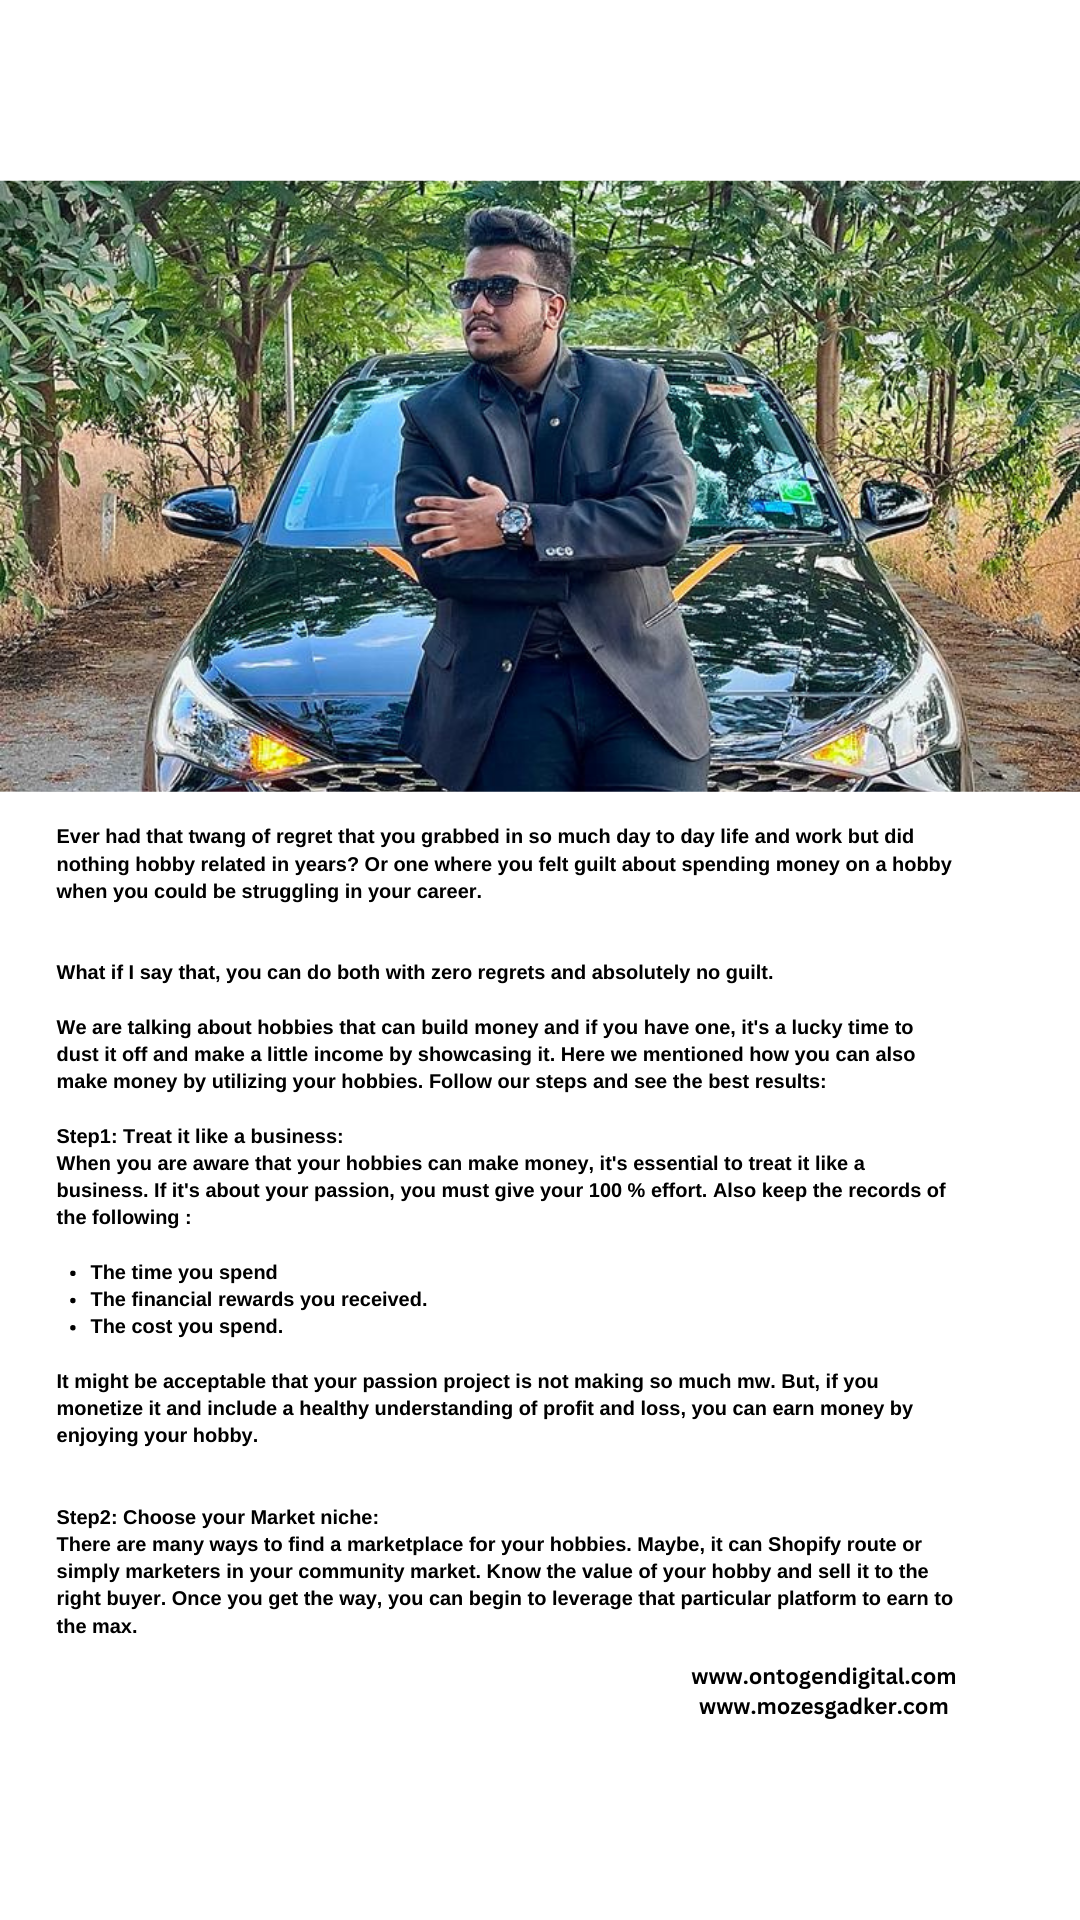 Ever had that twang of regret that you grabbed in so much day to day life and work but did
nothing hobby related in years? Or one where you felt guilt about spending money on a hobby
when you could be struggling in your career.
What if I say that, you can do both with zero regrets and absolutely no guilt.
We are talking about hobbies that can build money and if you have one, it's a lucky time to
dust it off and make a little income by showcasing it. Here we mentioned how you can also
make money by utilizing your hobbies. Follow our steps and see the best results:
Step1: Treat it like a business:
When you are aware that your hobbies can make money, it's essential to treat it like a
business. If it's about your passion, you must give your 100 % effort. Also keep the records of
the following :
• The time you spend
• The financial rewards you received.
• The cost you spend.
It might be acceptable that your passion project is not making so much mw. But, if you
monetize it and include a healthy understanding of profit and loss, you can earn money by
enjoying your hobby.
Step2: Choose your Market niche:
There are many ways to find a marketplace for your hobbies. Maybe, it can Shopify route or
simply marketers in your community market. Know the value of your hobby and sell it to the
right buyer. Once you get the way, you can begin to leverage that particular platform to earn to
the max.
www.ontogendigital.com
www.mozesgadker.com